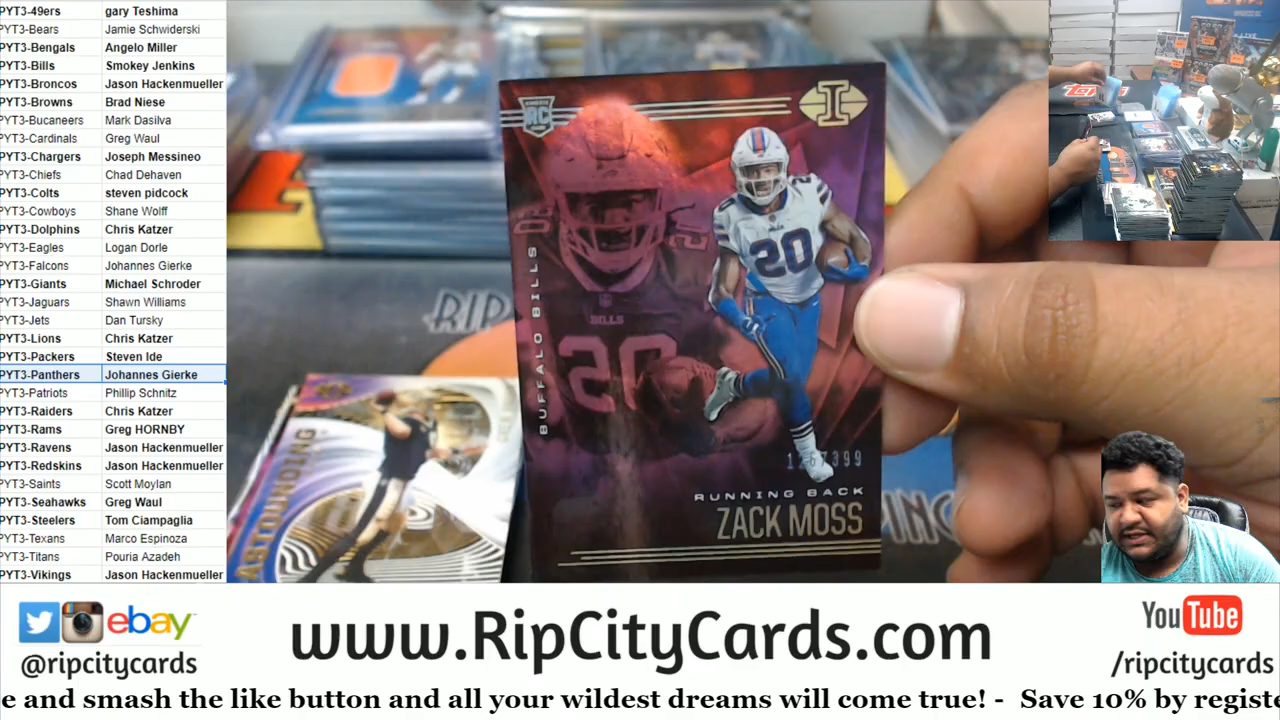 PYT3-49ers gary Teshima
PYT3-Bears Jamie Schwiderski
PYT3-Bengals Angelo Miller
PYT3-Bills Smokey Jenkins
PYT3-Broncos Jason Hackenmueller
PYT3-Browns Brad Niese
PYT3-Bucaneers Mark Dasilva
PYT3-Cardinals Greg Waul
PYT3-Chargers Joseph Messineo
PYT3-Chiefs Chad Dehaven
PYT3-Colts steven pidcock
PYT3-Cowboys Shane Wolff
PYT3-Dolphins Chris Katzer
PYT3-Eagles Logan Dorle
PYT3-Falcons Johannes Gierke
PYT3-Giants Michael Schroder
PYT3-Jaguars Shawn Williams
PYT3-Jets Dan Tursky
PYT3-Lions Chris Katzer
PYT3-Packers Steven Ide
PYT3-Panthers Johannes Gierke
PYT3-Patriots Phillip Schnitz
PYT3-Raiders Chris Katzer
PYT3-Rams Greg HORNBY
PYT3-Ravens Jason Hackenmueller
PYT3-Redskins Jason Hackenmueller
PYT3-Saints Scott Moylan
PYT3-Seahawks Greg Waul
PYT3-Steelers Tom Ciampaglia
PYT3-Texans Marco Espinoza
PYT3-Titans Pouria Azadeh
PYT3-Vikings Jason Hackenmueller
RC
I
BUFFALO BILLS
20
BILLS
20
RUNNING BACK
ZACK MOSS
ASTOUNDING
RIP
ebay
@ripcitycards
www.RipCityCards.com
YouTube
/ripcitycards
e and smash the like button and all your wildest dreams will come true! - Save 10% by registe